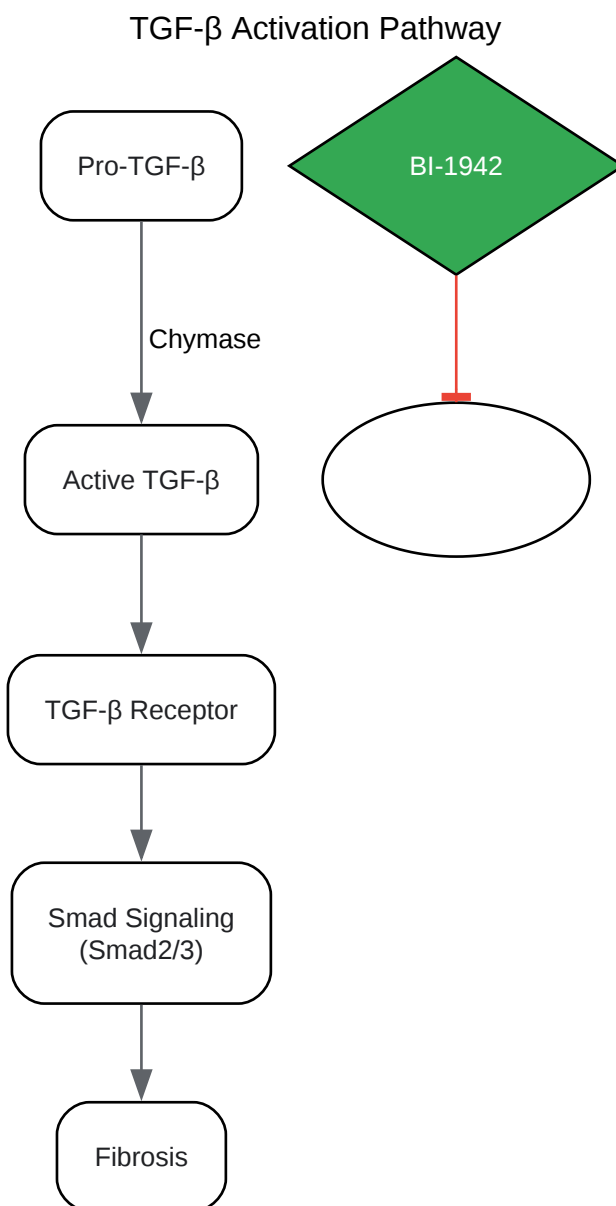 TGF-β Activation Pathway
Pro-TGF-β
BI-1942
Chymase
Active TGF-β
TGF-β Receptor
Smad Signaling
(Smad2/3)
Fibrosis